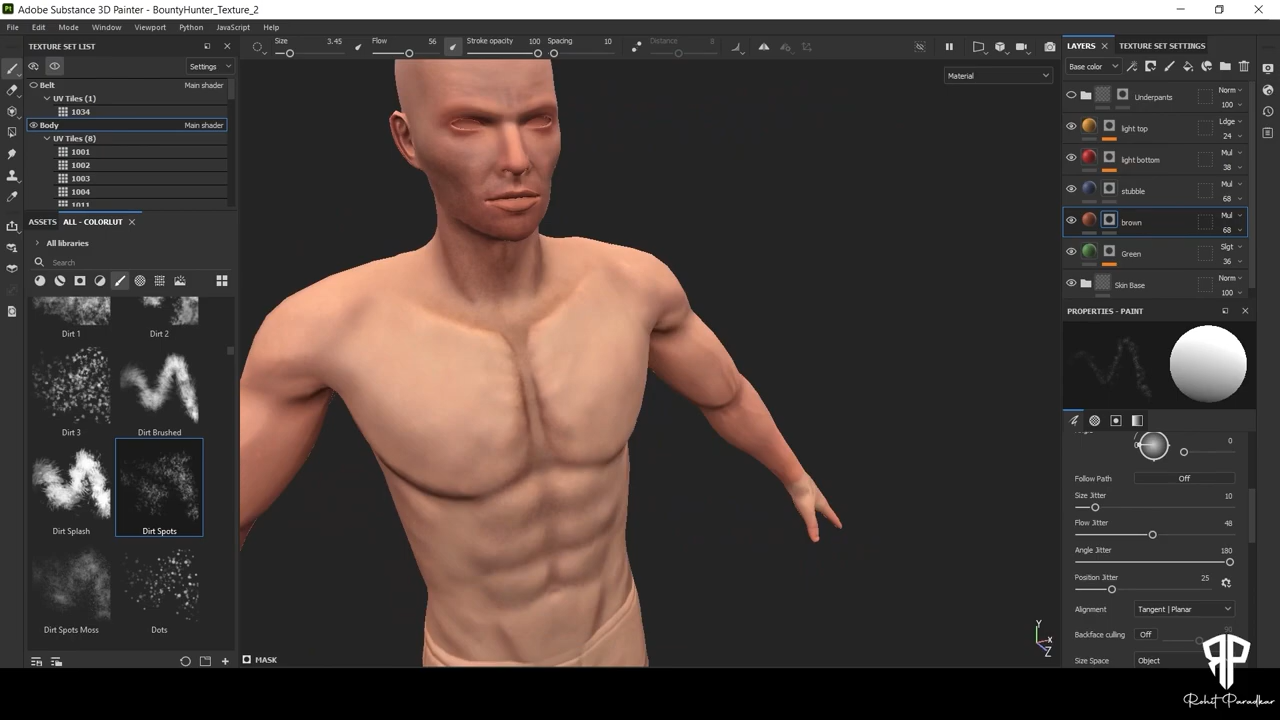 Adobe Substance 3D Painter - BountyHunter_Texture_2
File Edit Mode Window Viewport Python JavaScript Help
TEXTURE SET LIST
Size 3.45 Flow 56 Stroke opacity 100 Spacing 10 Distance 8
LAYERS TEXTURE SET SETTINGS
Settings
Base color
Material
Belt Main shader
UV Tiles (1)
1034
Body Main shader
UV Tiles (8)
1001
1002
1003
1004
1011
Underpants Norm 100
light top Ldge 24
light bottom Mul 38
stubble Mul 68
brown Mul 68
Green Slgt 36
Skin Base Norm 100
ASSETS ALL - COLORLUT
All libraries
Search
Dirt 1 Dirt 2
Dirt 3 Dirt Brushed
Dirt Splash Dirt Spots
Dirt Spots Moss Dots
PROPERTIES - PAINT
0
Follow Path Off
Size Jitter 10
Flow Jitter 48
Angle Jitter 180
Position Jitter 25
Alignment Tangent | Planar
Backface culling Off
Size Space Object
Y
X
Z
MASK
RP
Rohit Paradkar